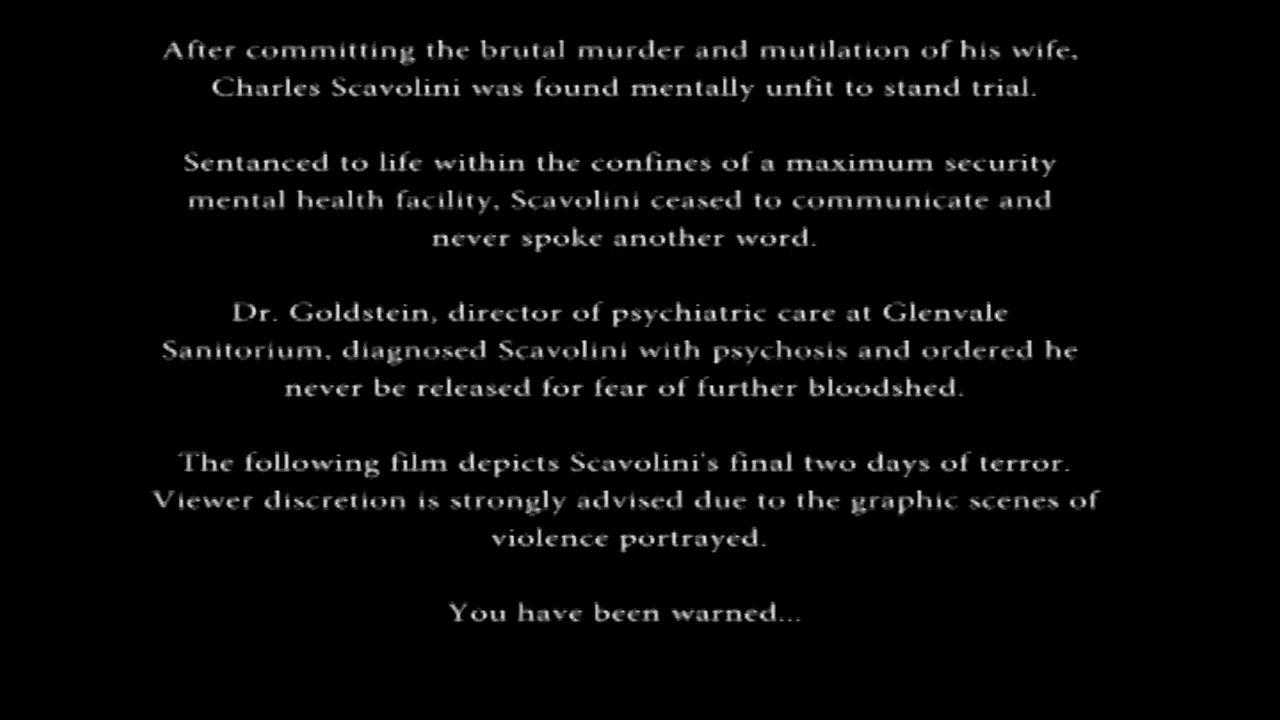 After committing the brutal murder and mutilation of his wife,
Charles Scavolini was found mentally unfit to stand trial.
Sentanced to life within the confines of a maximum security
mental health facility, Scavolini ceased to communicate and
never spoke another word.
Dr. Goldstein, director of psychiatric care at Glenvale
Sanitorium, diagnosed Scavolini with psychosis and ordered he
never be released for fear of further bloodshed.
The following film depicts Scavolini's final two days of terror.
Viewer discretion is strongly advised due to the graphic scenes of
violence portrayed.
You have been warned...